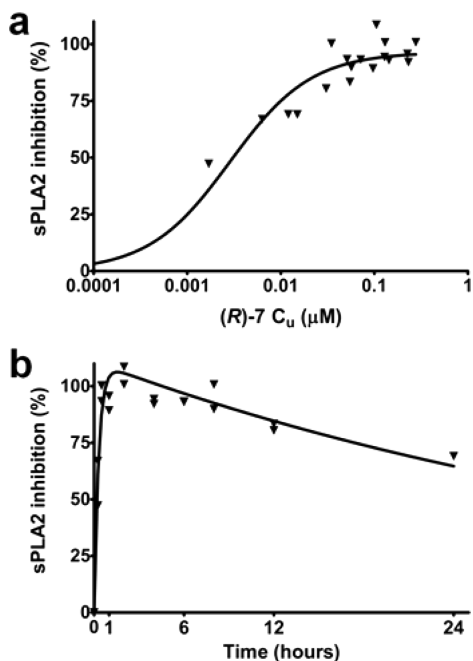 a
sPLA2 inhibition (%)
100
75
50
25
0
0.0001 0.001 0.01 0.1 1
(R)-7 Cu (µM)
b
sPLA2 inhibition (%)
100
75
50
25
0
0 1 6 12 24
Time (hours)